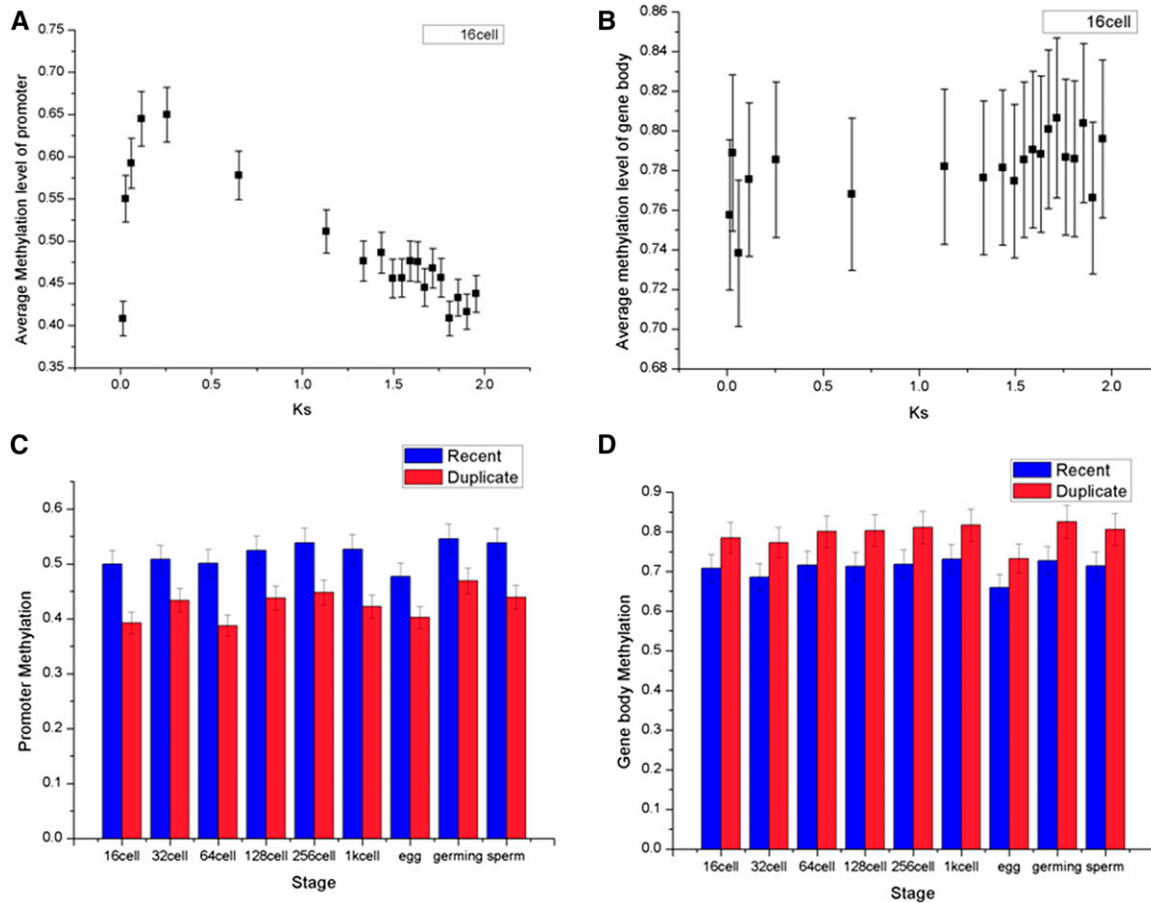 A
16cell
Average Methylation level of promoter
0.75
0.70
0.65
0.60
0.55
0.50
0.45
0.40
0.35
0.0 0.5 1.0 1.5 2.0
Ks
B
16cell
Average methylation level of gene body
0.86
0.84
0.82
0.80
0.78
0.76
0.74
0.72
0.70
0.68
0.0 0.5 1.0 1.5 2.0
Ks
C
Recent
Duplicate
Promoter Methylation
0.6
0.5
0.4
0.3
0.2
0.1
0.0
16cell 32cell 64cell 128cell 256cell 1kcell egg germing sperm
Stage
D
Recent
Duplicate
Gene body Methylation
0.9
0.8
0.7
0.6
0.5
0.4
0.3
0.2
0.1
0.0
16cell 32cell 64cell 128cell 256cell 1kcell egg germing sperm
Stage